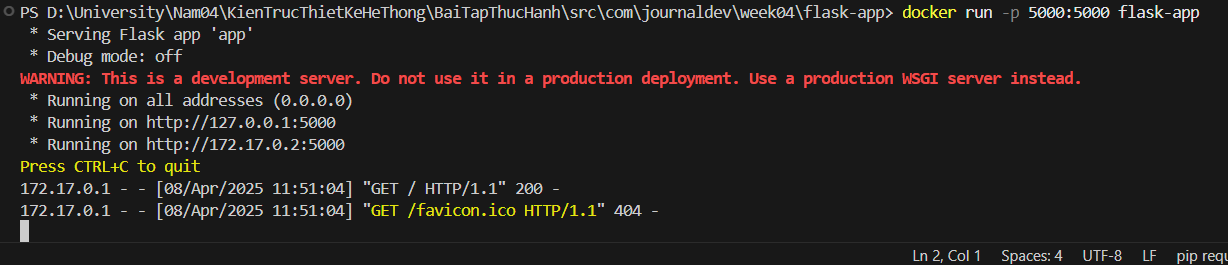 PS D:\University\Nam04\KienTrucThietKeHeThong\BaiTapThucHanh\src\com\journaldev\week04\flask-app> docker run -p 5000:5000 flask-app
* Serving Flask app 'app'
* Debug mode: off
WARNING: This is a development server. Do not use it in a production deployment. Use a production WSGI server instead.
* Running on all addresses (0.0.0.0)
* Running on http://127.0.0.1:5000
* Running on http://172.17.0.2:5000
Press CTRL+C to quit
172.17.0.1 - - [08/Apr/2025 11:51:04] "GET / HTTP/1.1" 200 -
172.17.0.1 - - [08/Apr/2025 11:51:04] "GET /favicon.ico HTTP/1.1" 404 -
Ln 2, Col 1 Spaces: 4 UTF-8 LF pip requ